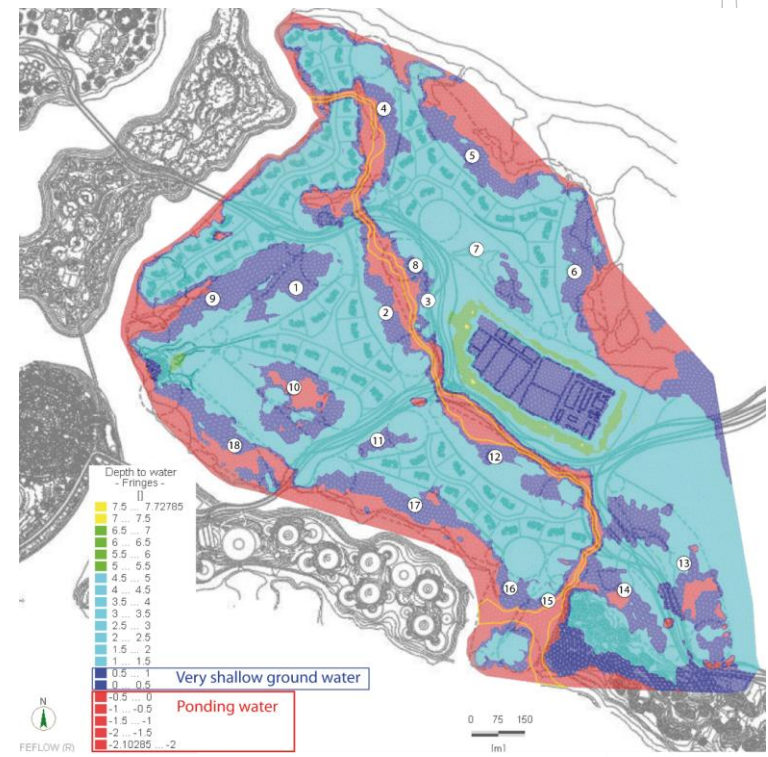 4
5
7
6
8
3
2
9
1
10
11
18
12
17
16
15
14
13
Depth to water
- Fringes -
[]
7.5 ... 7.72785
7 ... 7.5
6.5 ... 7
6 ... 6.5
5.5 ... 6
5 ... 5.5
4.5 ... 5
4 ... 4.5
3.5 ... 4
3 ... 3.5
2.5 ... 3
2 ... 2.5
1.5 ... 2
1 ... 1.5
0.5 ... 1
0 ... 0.5
Very shallow ground water
-0.5 ... 0
-1 ... -0.5
-1.5 ... -1
-2 ... -1.5
-2.10285 ... -2
Ponding water
N
FEFLOW (R)
0 75 150
[m]